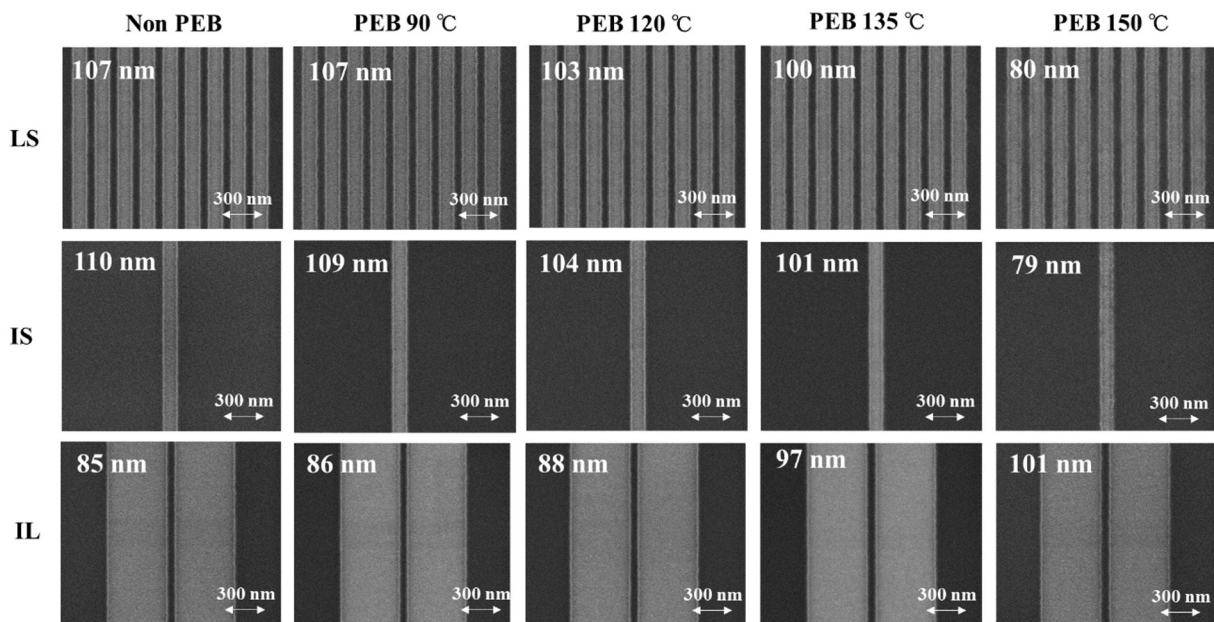 Non PEB PEB 90 ℃ PEB 120 ℃ PEB 135 ℃ PEB 150 ℃
LS
107 nm 107 nm 103 nm 100 nm 80 nm
300 nm 300 nm 300 nm 300 nm 300 nm
IS
110 nm 109 nm 104 nm 101 nm 79 nm
300 nm 300 nm 300 nm 300 nm 300 nm
IL
85 nm 86 nm 88 nm 97 nm 101 nm
300 nm 300 nm 300 nm 300 nm 300 nm